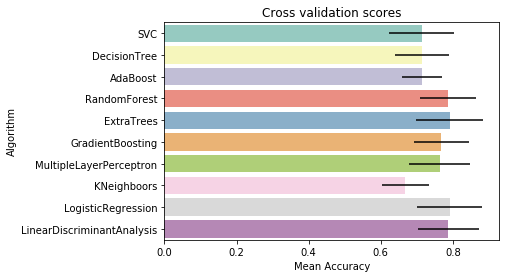 Cross validation scores
Algorithm
SVC
DecisionTree
AdaBoost
RandomForest
ExtraTrees
GradientBoosting
MultipleLayerPerceptron
KNeighboors
LogisticRegression
LinearDiscriminantAnalysis
0.0 0.2 0.4 0.6 0.8
Mean Accuracy